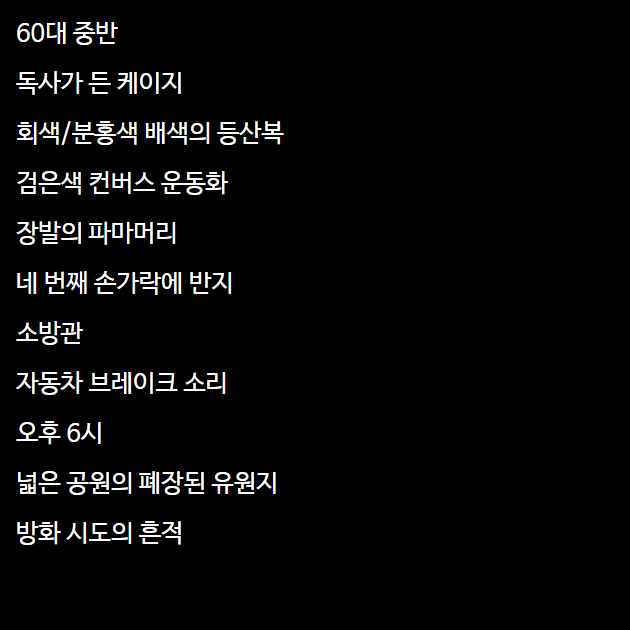 60대 중반
독사가 든 케이지
회색/분홍색 배색의 등산복
검은색 컨버스 운동화
장발의 파마머리
네 번째 손가락에 반지
소방관
자동차 브레이크 소리
오후 6시
넓은 공원의 폐장된 유원지
방화 시도의 흔적